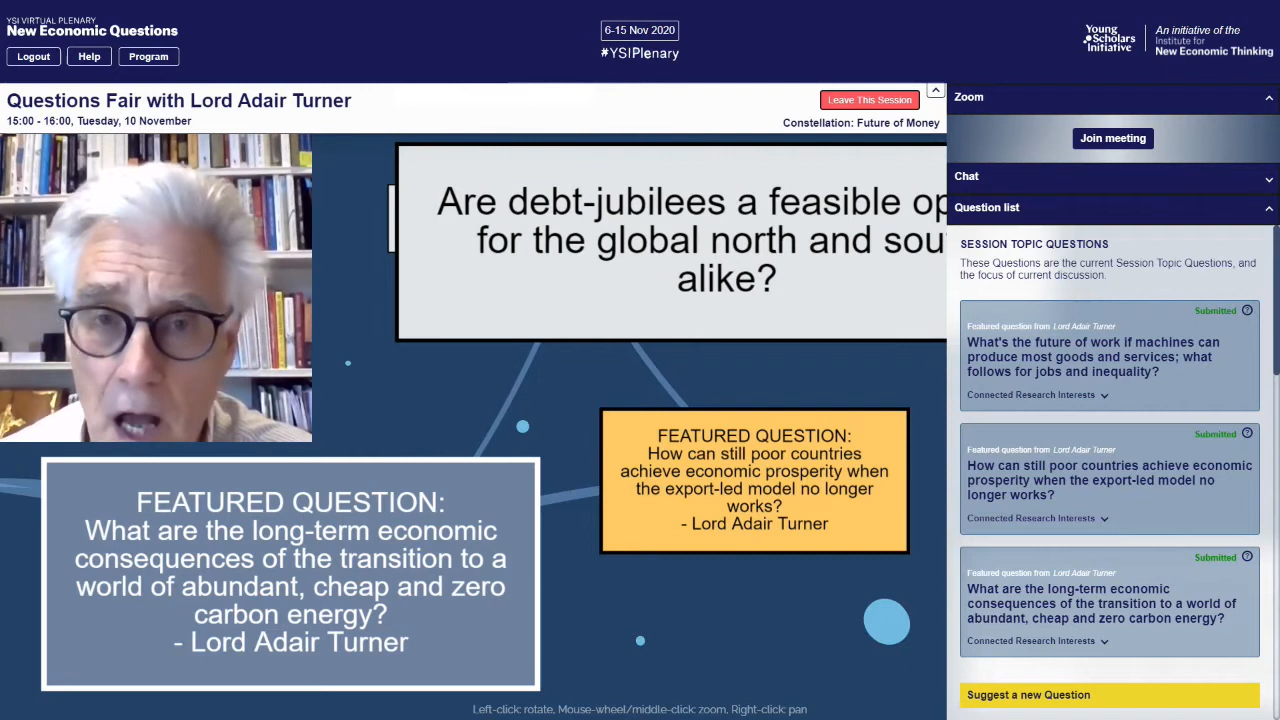 YSI VIRTUAL PLENARY
New Economic Questions
Logout Help Program
6-15 Nov 2020
#YSIPlenary
Young
Scholars
Initiative
An initiative of the
Institute for
New Economic Thinking
Questions Fair with Lord Adair Turner
15:00 - 16:00, Tuesday, 10 November
Leave This Session
Constellation: Future of Money
Are debt-jubilees a feasible op
for the global north and sou
alike?
FEATURED QUESTION:
How can still poor countries
achieve economic prosperity when
the export-led model no longer
works?
- Lord Adair Turner
FEATURED QUESTION:
What are the long-term economic
consequences of the transition to a
world of abundant, cheap and zero
carbon energy?
- Lord Adair Turner
Left-click: rotate, Mouse-wheel/middle-click: zoom, Right-click: pan
Zoom
Join meeting
Chat
Question list
SESSION TOPIC QUESTIONS
These Questions are the current Session Topic Questions, and
the focus of current discussion.
Submitted ?
Featured question from Lord Adair Turner
What's the future of work if machines can
produce most goods and services; what
follows for jobs and inequality?
Connected Research Interests
Submitted ?
Featured question from Lord Adair Turner
How can still poor countries achieve economic
prosperity when the export-led model no
longer works?
Connected Research Interests
Submitted ?
Featured question from Lord Adair Turner
What are the long-term economic
consequences of the transition to a world of
abundant, cheap and zero carbon energy?
Connected Research Interests
Suggest a new Question